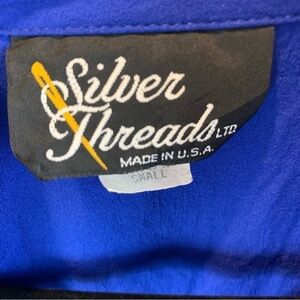 Silver
Threads LTD
MADE IN U.S.A.
SMALL